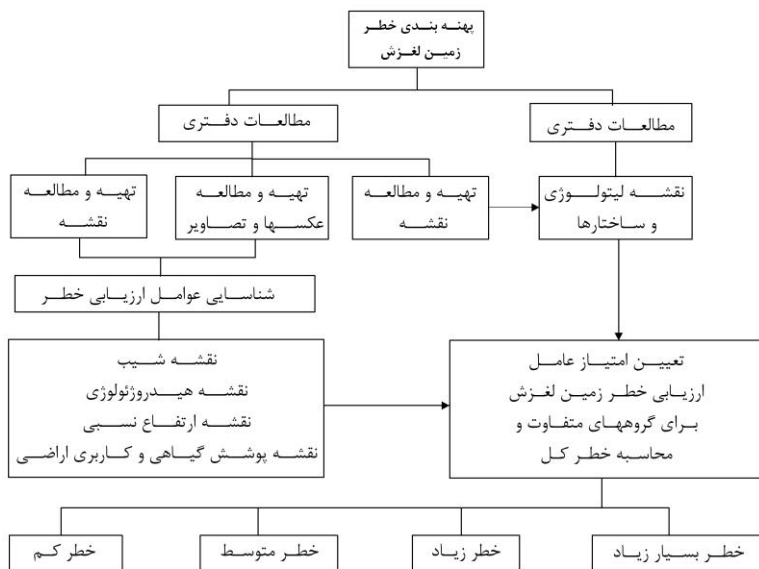 پهنه بندی خطر
زمین لغزش
مطالعات دفتری
مطالعات دفتری
نقشه لیتولوژی
و ساختارها
تهیه و مطالعه
نقشه
تهیه و مطالعه
عکسها و تصاویر
تهیه و مطالعه
نقشه
شناسایی عوامل ارزیابی خطر
تعیین امتیاز عامل
ارزیابی خطر زمین لغزش
برای گروههای متفاوت و
محاسبه خطر کل
نقشه شیب
نقشه هیدروژئولوژی
نقشه ارتفاع نسبی
نقشه پوشش گیاهی و کاربری اراضی
خطر بسیار زیاد
خطر زیاد
خطر متوسط
خطر کم